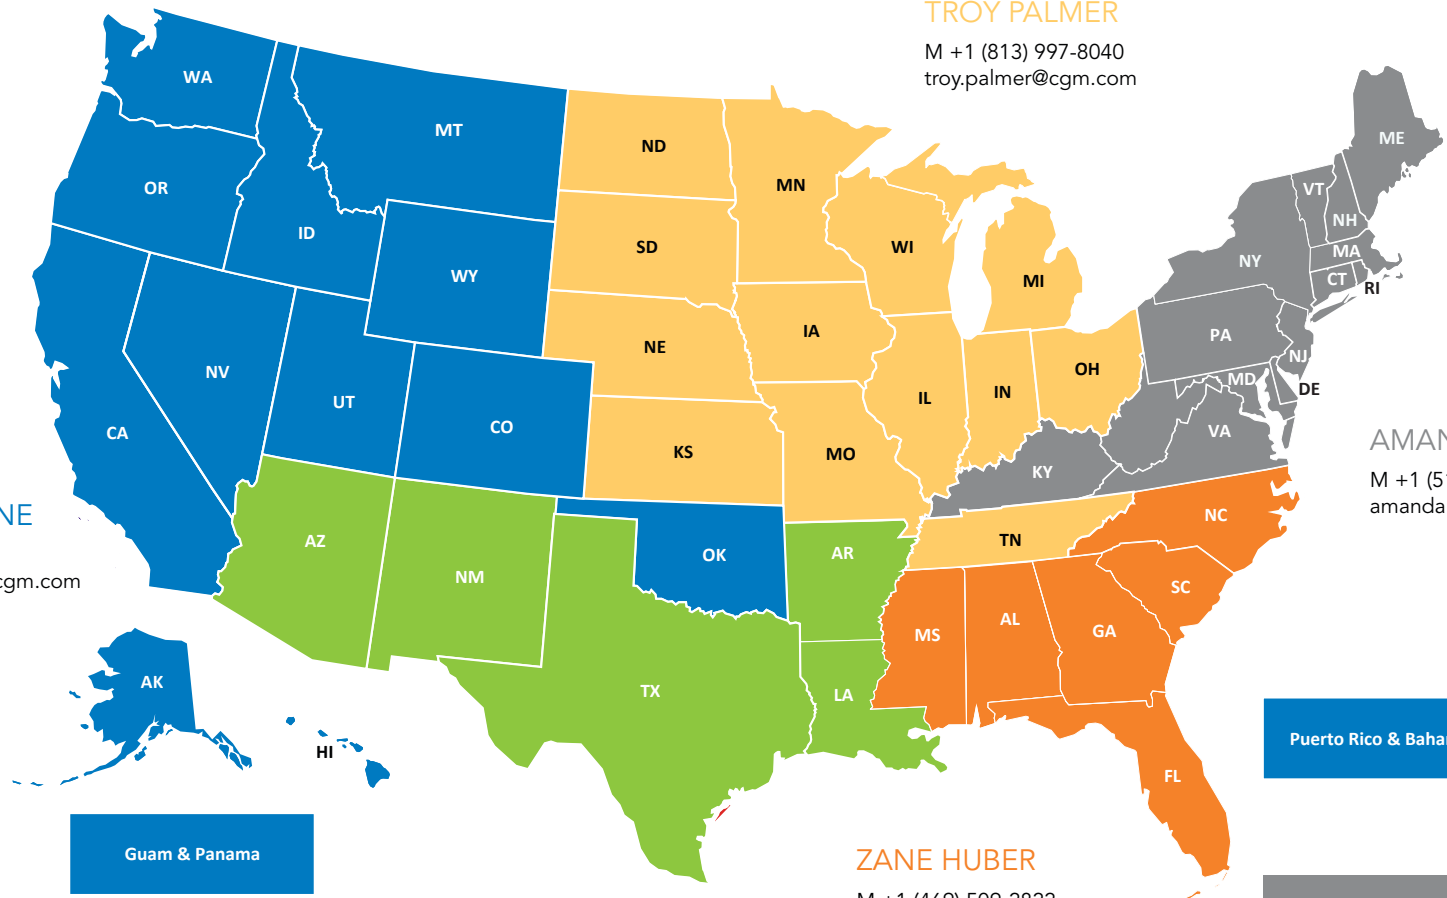 TROY PALMER
M +1 (813) 997-8040
troy.palmer@cgm.com
WA
MT
ND
ME
OR
MN
VT
ID
SD
WI
NH
MA
WY
NY
CT
MI
RI
IA
PA
NE
NJ
NV
OH
MD
UT
IN
DE
IL
CA
CO
VA
KS
MO
KY
AMAN
M +1 (51
amanda
NE
cgm.com
NC
AZ
TN
OK
AR
NM
SC
AL
GA
MS
AK
TX
LA
HI
Puerto Rico & Baha
FL
Guam & Panama
ZANE HUBER